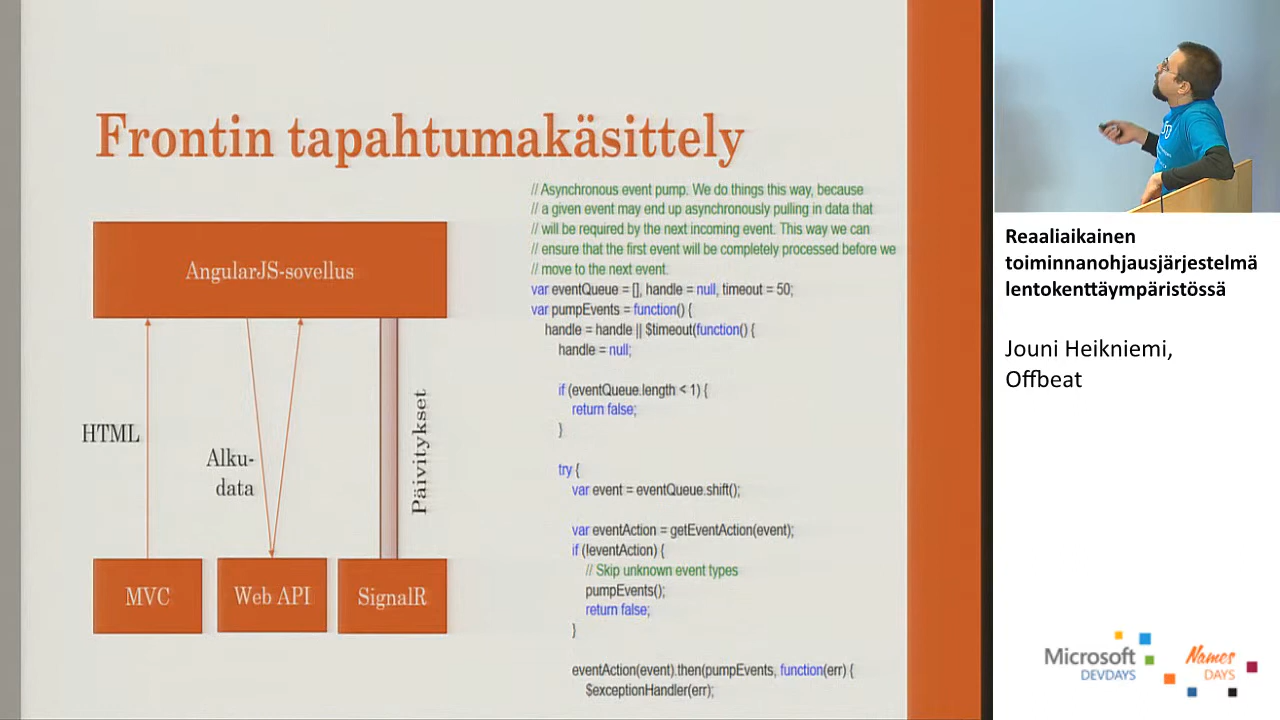 Frontin tapahtumakäsittely
AngularJS-sovellus
HTML
Alku-
data
Päivitykset
MVC
Web API
SignalR
// Asynchronous event pump. We do things this way, because
// a given event may end up asynchronously pulling in data that
// will be required by the next incoming event. This way we can
// ensure that the first event will be completely processed before we
// move to the next event.
var eventQueue = [], handle = null, timeout = 50;
var pumpEvents = function() {
handle = handle || $timeout(function() {
handle = null;
if (eventQueue.length < 1) {
return false;
}
try {
var event = eventQueue.shift();
var eventAction = getEventAction(event);
if (!eventAction) {
// Skip unknown event types
pumpEvents();
return false;
}
eventAction(event).then(pumpEvents, function(err) {
$exceptionHandler(err);
Reaaliaikainen
toiminnanohjausjärjestelmä
lentokenttäympäristössä
Jouni Heikniemi,
Offbeat
Microsoft
DEVDAYS
Names
DAYS